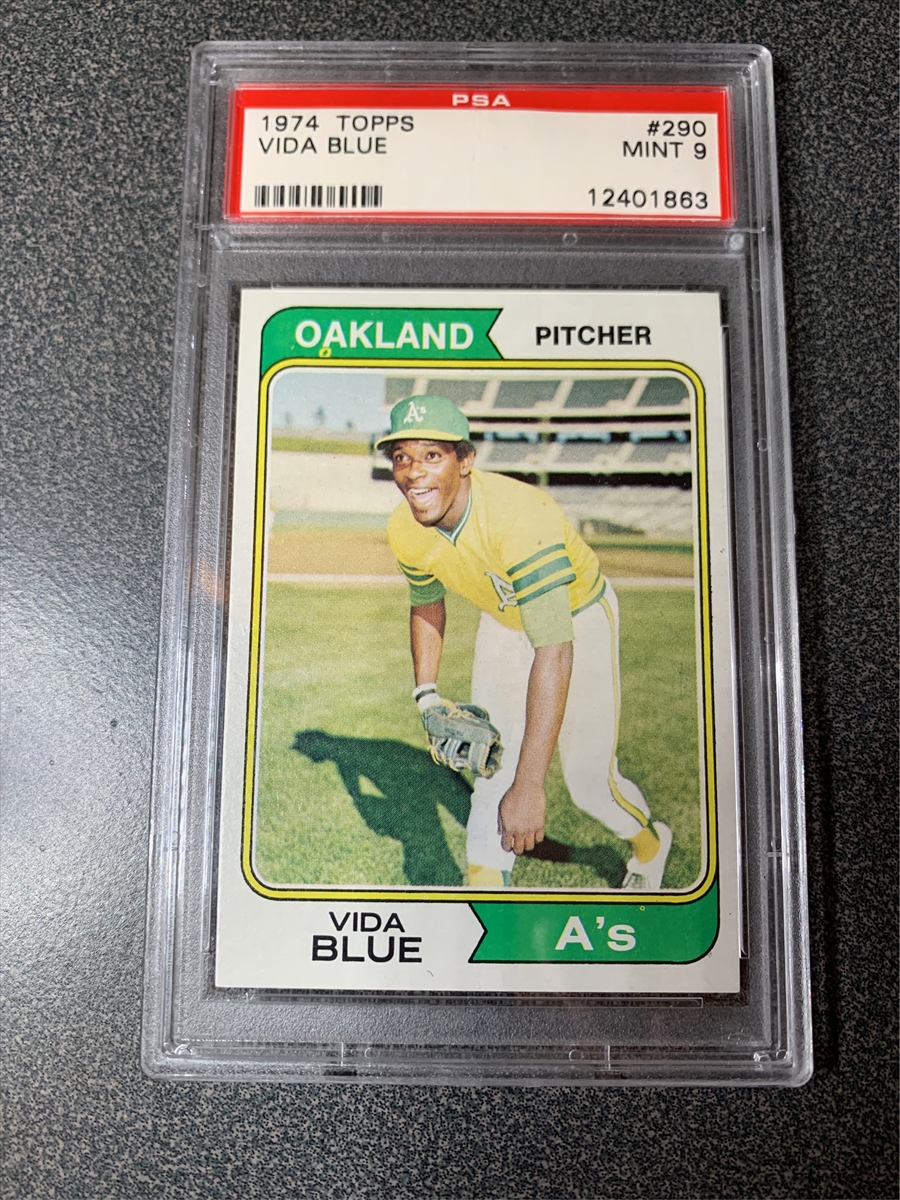 PSA
1974 TOPPS #290
VIDA BLUE MINT 9
12401863
OAKLAND PITCHER
A's
A
VIDA
BLUE
A's